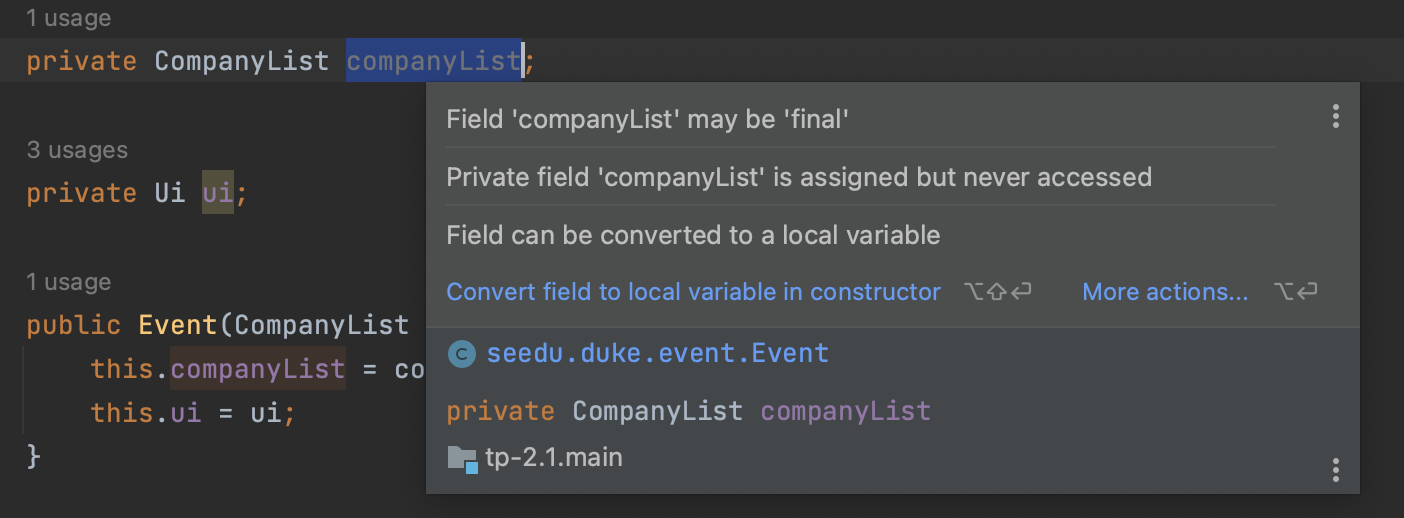 1 usage
private CompanyList companyList;
Field 'companyList' may be 'final'
3 usages
Private field 'companyList' is assigned but never accessed
private Ui ui;
Field can be converted to a local variable
1 usage
Convert field to local variable in constructor ⌥⇧⏎ More actions... ⌥⏎
public Event(CompanyList
this.companyList = co
this.ui = ui;
}
C seedu.duke.event.Event
private CompanyList companyList
tp-2.1.main